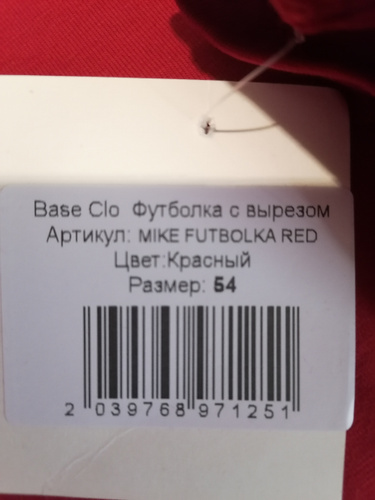 Base Clo Футболка с вырезом
Артикул: MIKE FUTBOLKA RED
Цвет:Красный
Размер: 54
2 039768 971251